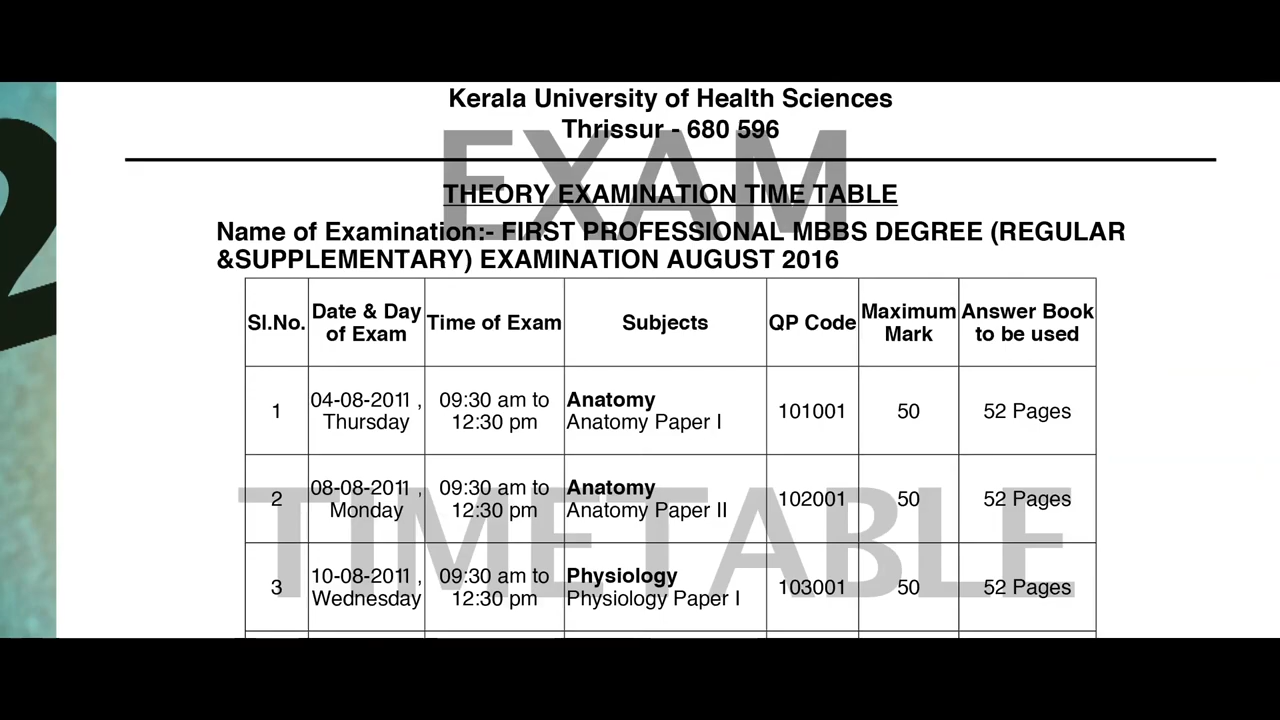 Kerala University of Health Sciences
Thrissur - 680 596
EXAM
THEORY EXAMINATION TIME TABLE
Name of Examination:- FIRST PROFESSIONAL MBBS DEGREE (REGULAR
&SUPPLEMENTARY) EXAMINATION AUGUST 2016
Sl.No. Date & Day of Exam Time of Exam Subjects QP Code Maximum Mark Answer Book to be used
1 04-08-2011 , Thursday 09:30 am to 12:30 pm Anatomy Anatomy Paper I 101001 50 52 Pages
2 08-08-2011 , Monday 09:30 am to 12:30 pm Anatomy Anatomy Paper II 102001 50 52 Pages
TIMETABLE
3 10-08-2011 , Wednesday 09:30 am to 12:30 pm Physiology Physiology Paper I 103001 50 52 Pages
2